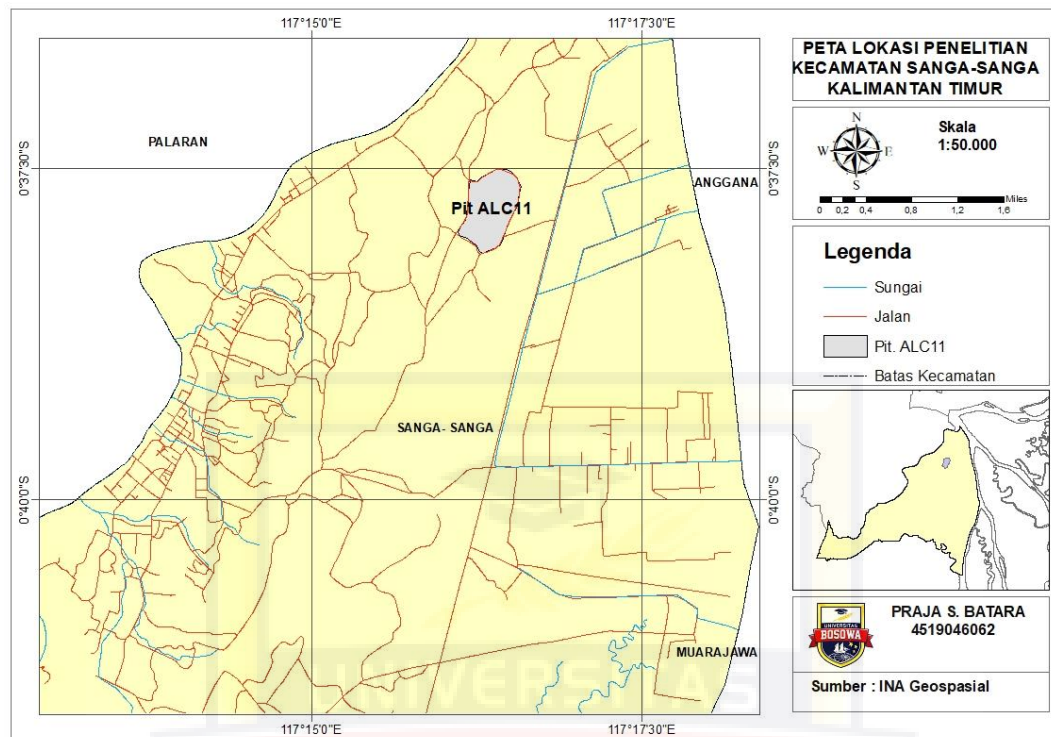 117°15'0"E
117°17'30"E
PALARAN
ANGGANA
Pit ALC11
SANGA- SANGA
MUARAJAWA
0°37'30"S
0°40'0"S
0°37'30"S
0°40'0"S
117°15'0"E
117°17'30"E
UNIVERSITAS
PETA LOKASI PENELITIAN
KECAMATAN SANGA-SANGA
KALIMANTAN TIMUR
N
W E
S
Skala
1:50.000
0 0,2 0,4 0,8 1,2 1,6 Miles
Legenda
Sungai
Jalan
Pit. ALC11
Batas Kecamatan
UNIVERSITAS
BOSOWA
PRAJA S. BATARA
4519046062
Sumber : INA Geospasial